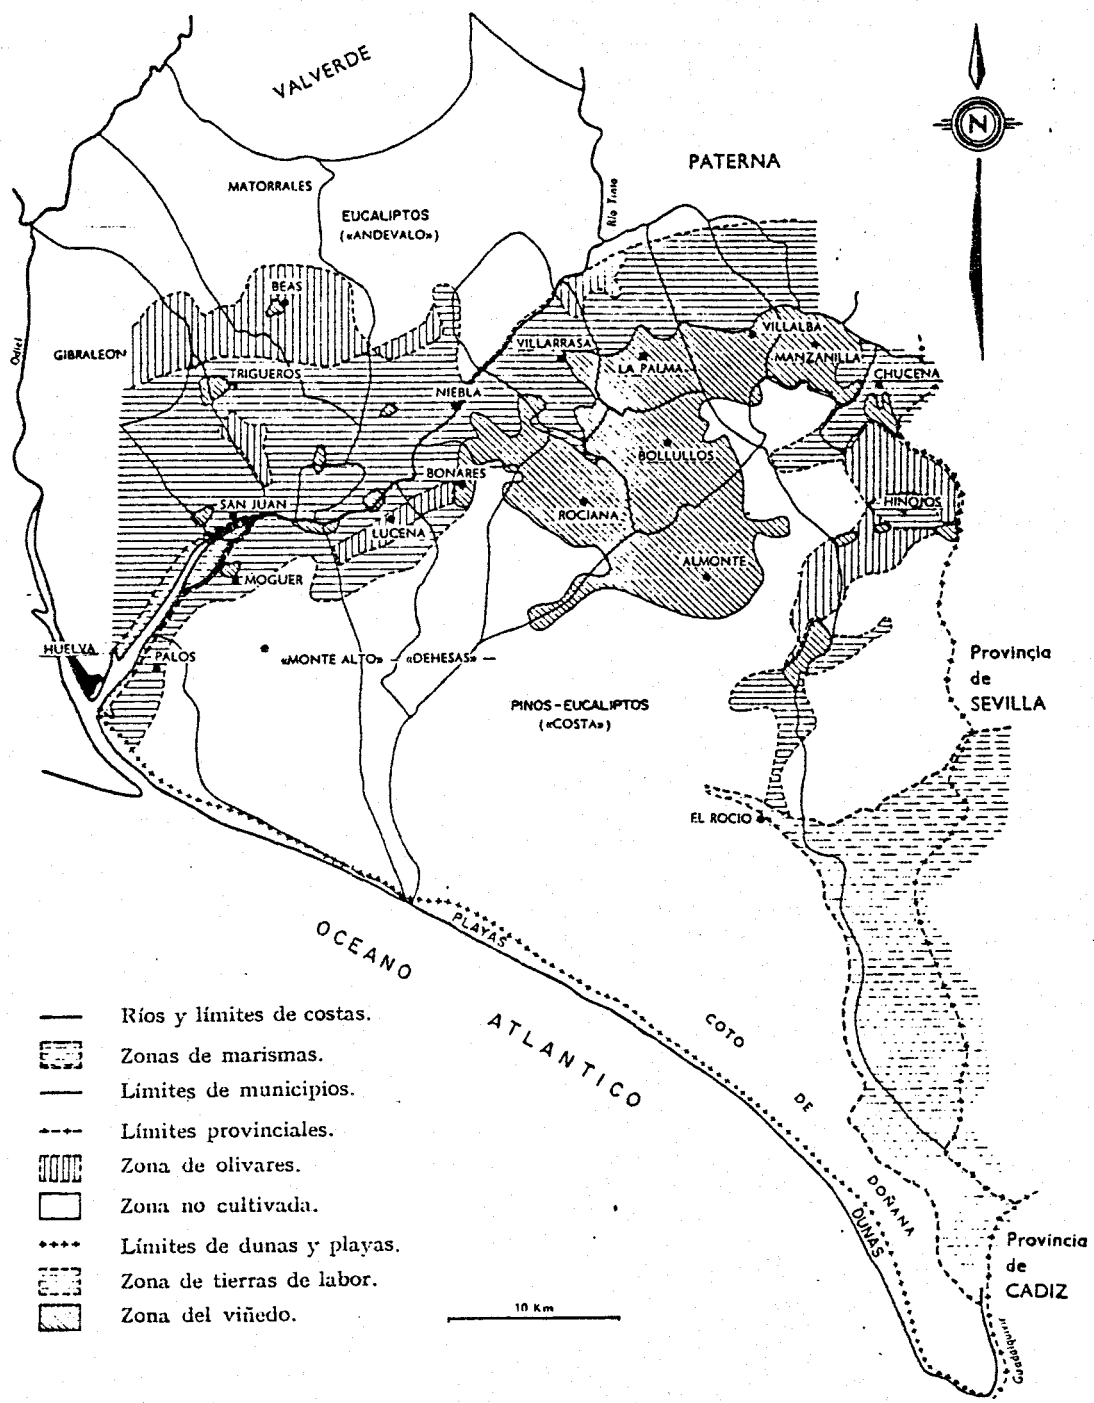 VALVERDE
N
PATERNA
MATORRALES
Río Tinto
EUCALIPTOS
(«ANDEVALO»)
BEAS
Odiel
GIBRALEON
VILLALBA
VILLARRASA
MANZANILLA
LA PALMA
TRIGUEROS
CHUCENA
NIEBLA
BOLLULLOS
BONARES
SAN JUAN
HINOJOS
ROCIANA
LUCENA
ALMONTE
MOGUER
HUELVA
PALOS
«MONTE ALTO» — «DEHESAS» —
Provinçia
de
SEVILLA
PINOS-EUCALIPTOS
(«COSTA»)
EL ROCIO
PLAYAS
OCEANO
ATLANTICO
COTO
DE
DOÑANA
DUNAS
Ríos y límites de costas.
Zonas de marismas.
Límites de municipios.
Límites provinciales.
Zona de olivares.
Zona no cultivada.
Límites de dunas y playas.
Zona de tierras de labor.
Zona del viñedo.
10 Km
Provincia
de
CADIZ
Guadalquivir